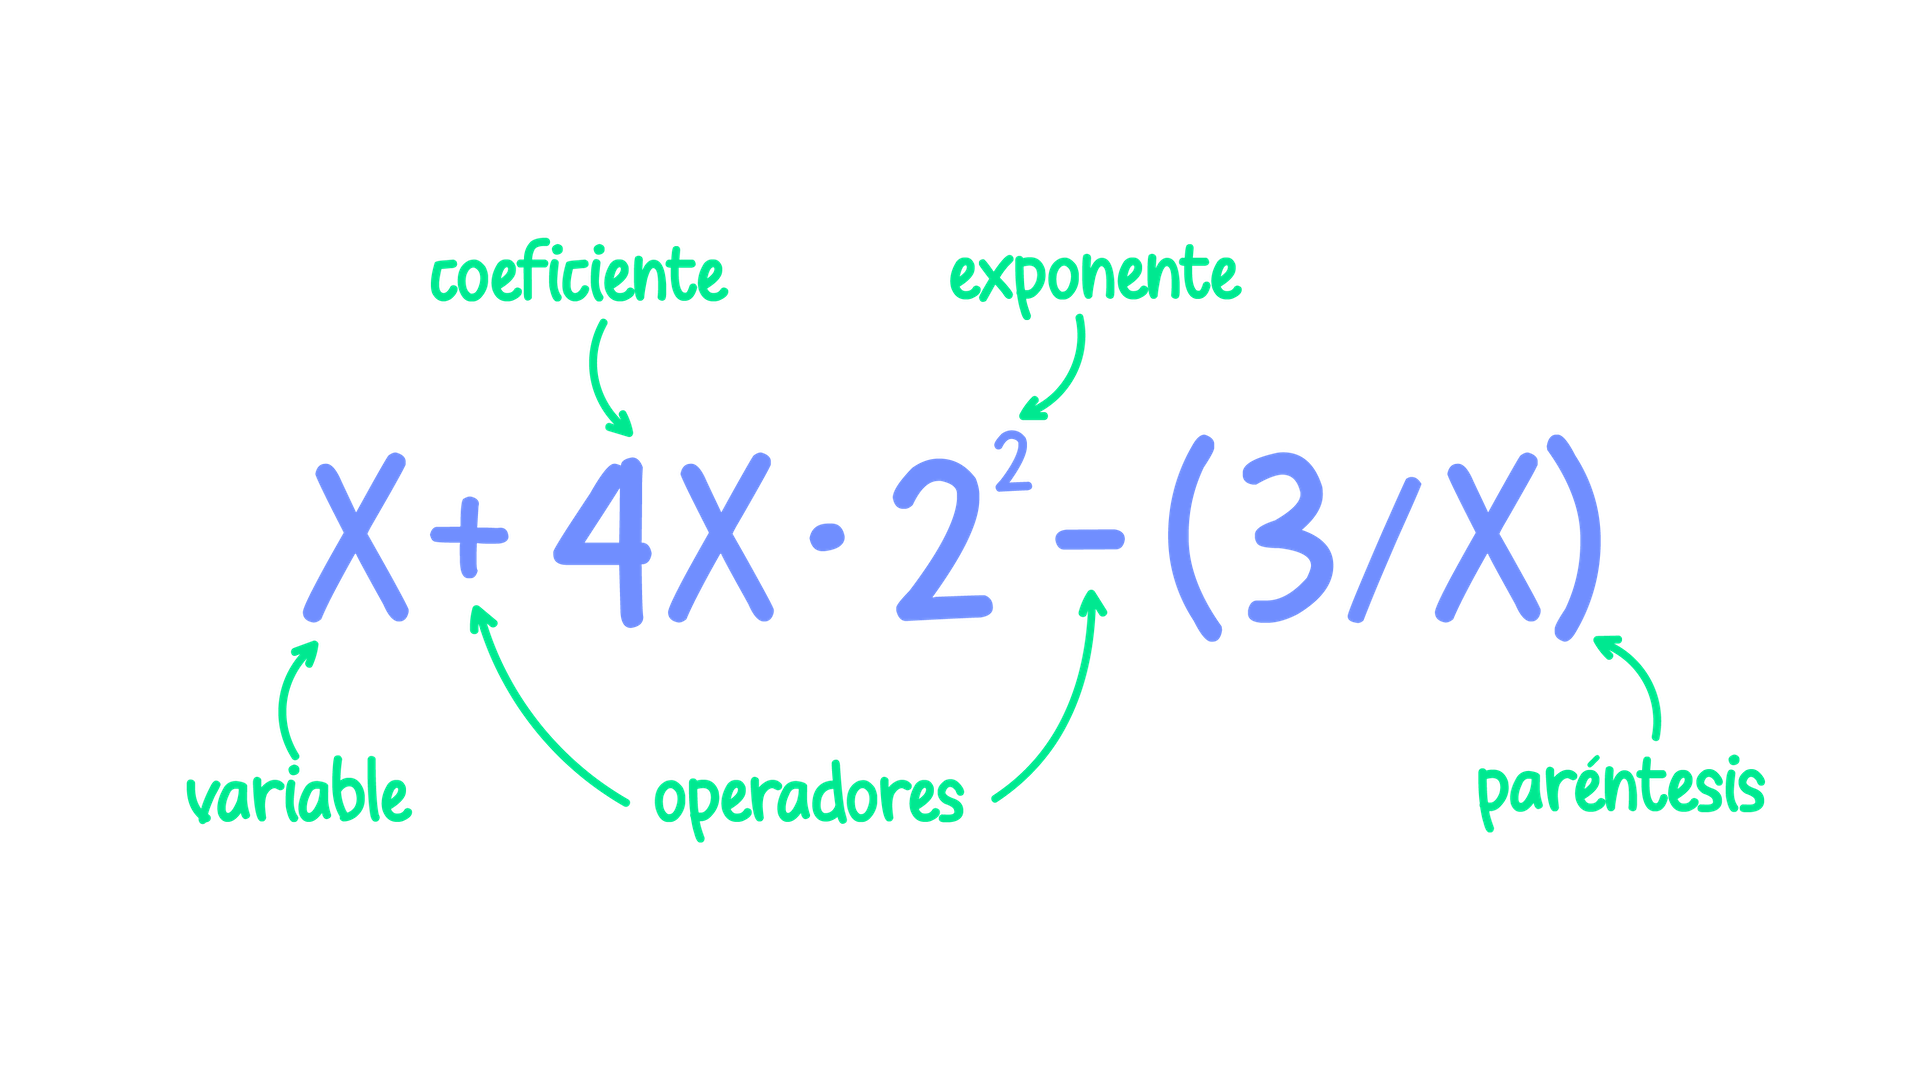 coeficiente exponente
X + 4X · 2² - (3/X)
variable operadores paréntesis